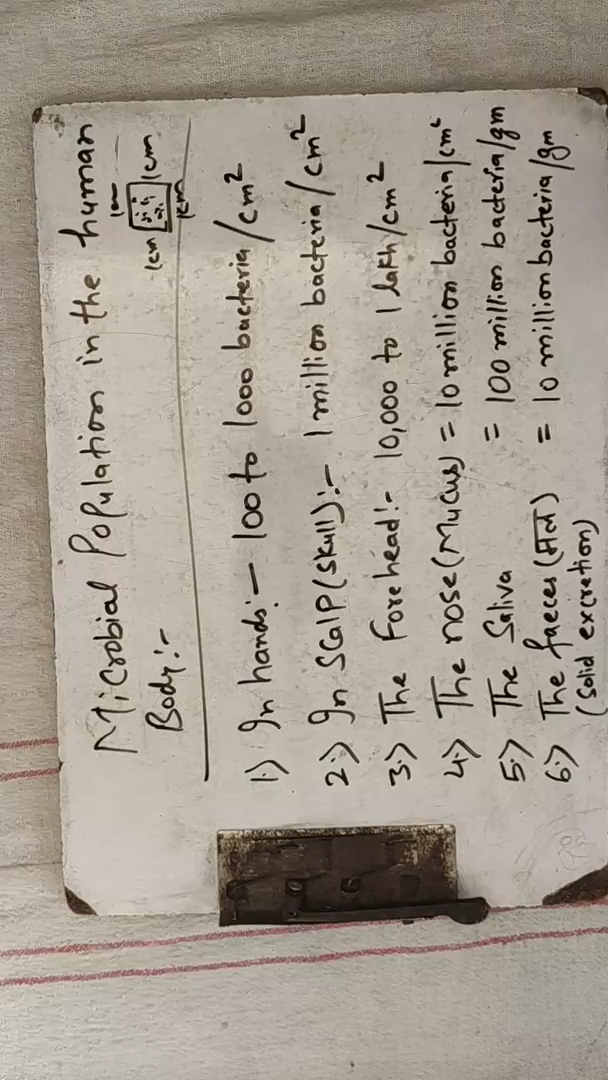 Microbial Population in the human
Body:-
1cm
1cm
1cm
1cm
1.) In hands:- 100 to 1000 bacteria/cm²
2.) In Scalp(skull):- 1 million bacteria/cm²
3.) The Forehead:- 10,000 to 1 lakh/cm²
4.) The nose(Mucus) = 10 million bacteria/cm²
5.) The Saliva = 100 million bacteria/gm
6.) The faeces (मल) = 10 million bacteria/gm
(Solid excretion)